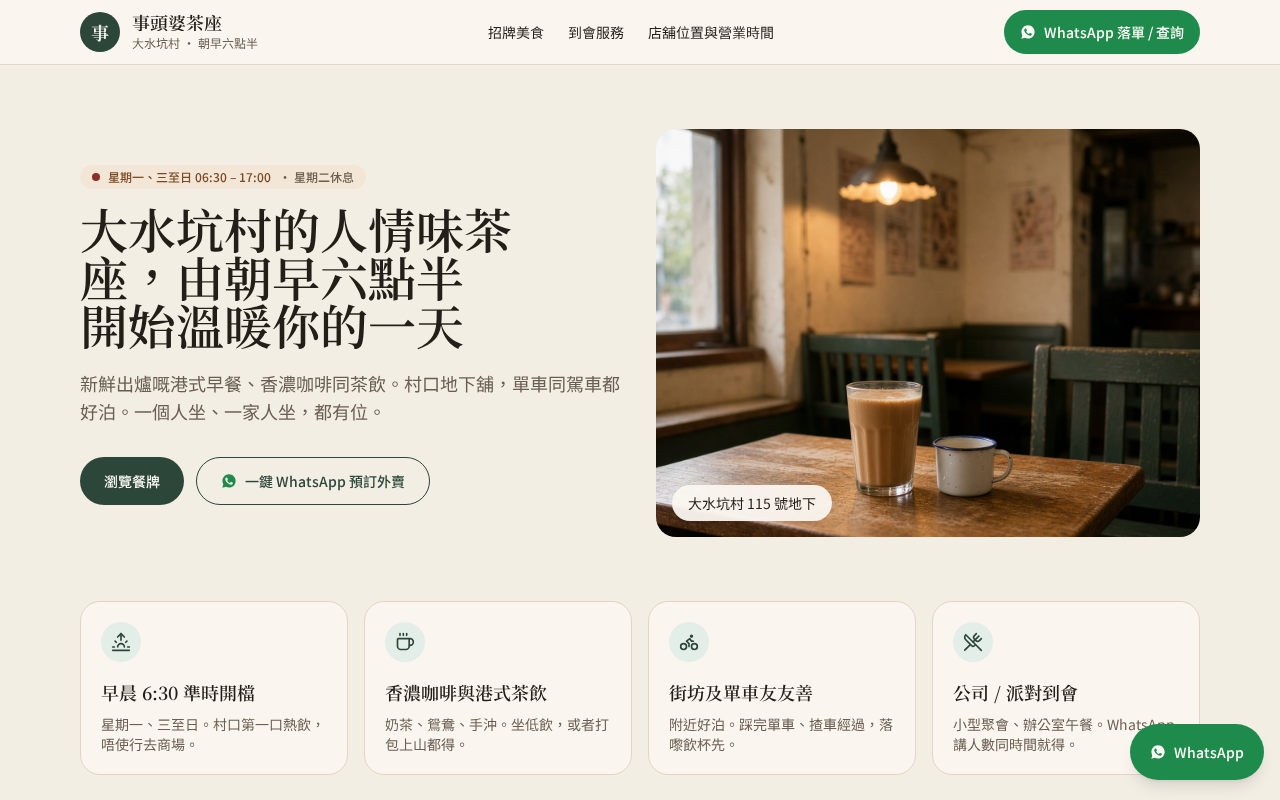 事
事頭婆茶座
大水坑村 · 朝早六點半
招牌美食
到會服務
店舖位置與營業時間
WhatsApp 落單 / 查詢
星期一、三至日 06:30 – 17:00 · 星期二休息
大水坑村的人情味茶
座，由朝早六點半
開始溫暖你的一天
新鮮出爐嘅港式早餐、香濃咖啡同茶飲。村口地下舖，單車同駕車都
好泊。一個人坐、一家人坐，都有位。
瀏覽餐牌
一鍵 WhatsApp 預訂外賣
大水坑村 115 號地下
早晨 6:30 準時開檔
星期一、三至日。村口第一口熱飲，
唔使行去商場。
香濃咖啡與港式茶飲
奶茶、鴛鴦、手沖。坐低飲，或者打
包上山都得。
街坊及單車友友善
附近好泊。踩完單車、揸車經過，落
嚟飲杯先。
公司 / 派對到會
小型聚會、辦公室午餐。WhatsApp
講人數同時間就得。
WhatsApp